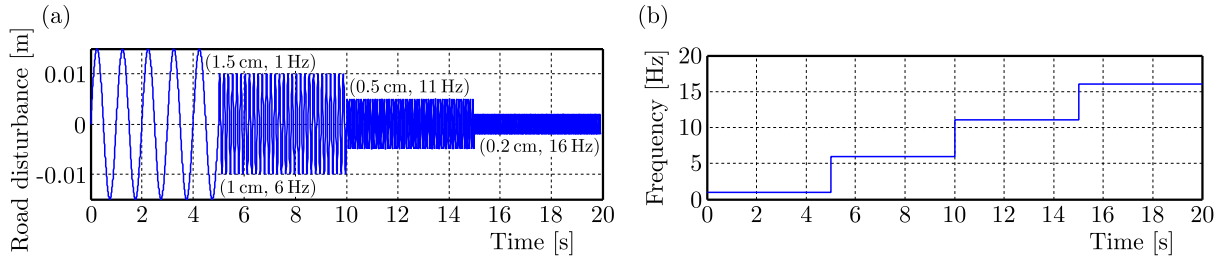 (a)
Road disturbance [m]
0.01
0
-0.01
(1.5 cm, 1 Hz)
(0.5 cm, 11 Hz)
(0.2 cm, 16 Hz)
(1 cm, 6 Hz)
0 2 4 6 8 10 12 14 16 18 20
Time [s]
(b)
Frequency [Hz]
20
15
10
5
0
0 2 4 6 8 10 12 14 16 18 20
Time [s]